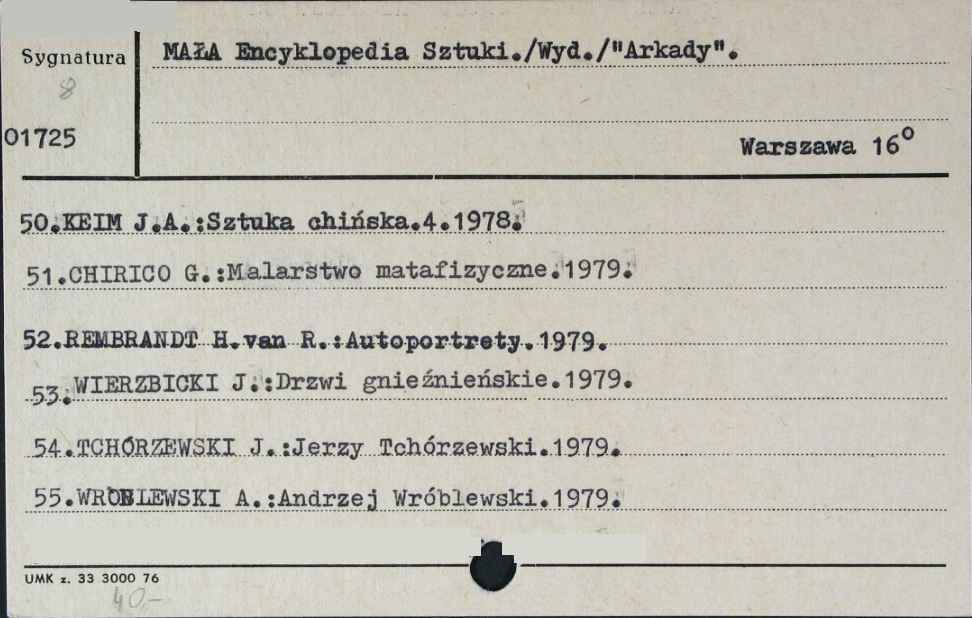 Sygnatura
MAŁA Encyklopedia Sztuki./Wyd./"Arkady".
8
01725
Warszawa 16°
50.KEIM J.A.:Sztuka chińska.4.1978.
51.CHIRICO G.:Malarstwo matafizyczne.1979.
52.REMBRANDT H.van R.:Autoportrety.1979.
53.WIERZBICKI J.:Drzwi gnieźnieńskie.1979.
54.TCHÓRZEWSKI J.:Jerzy Tchórzewski.1979.
55.WRÓBLEWSKI A.:Andrzej Wróblewski.1979.
UMK z. 33 3000 76
40.-